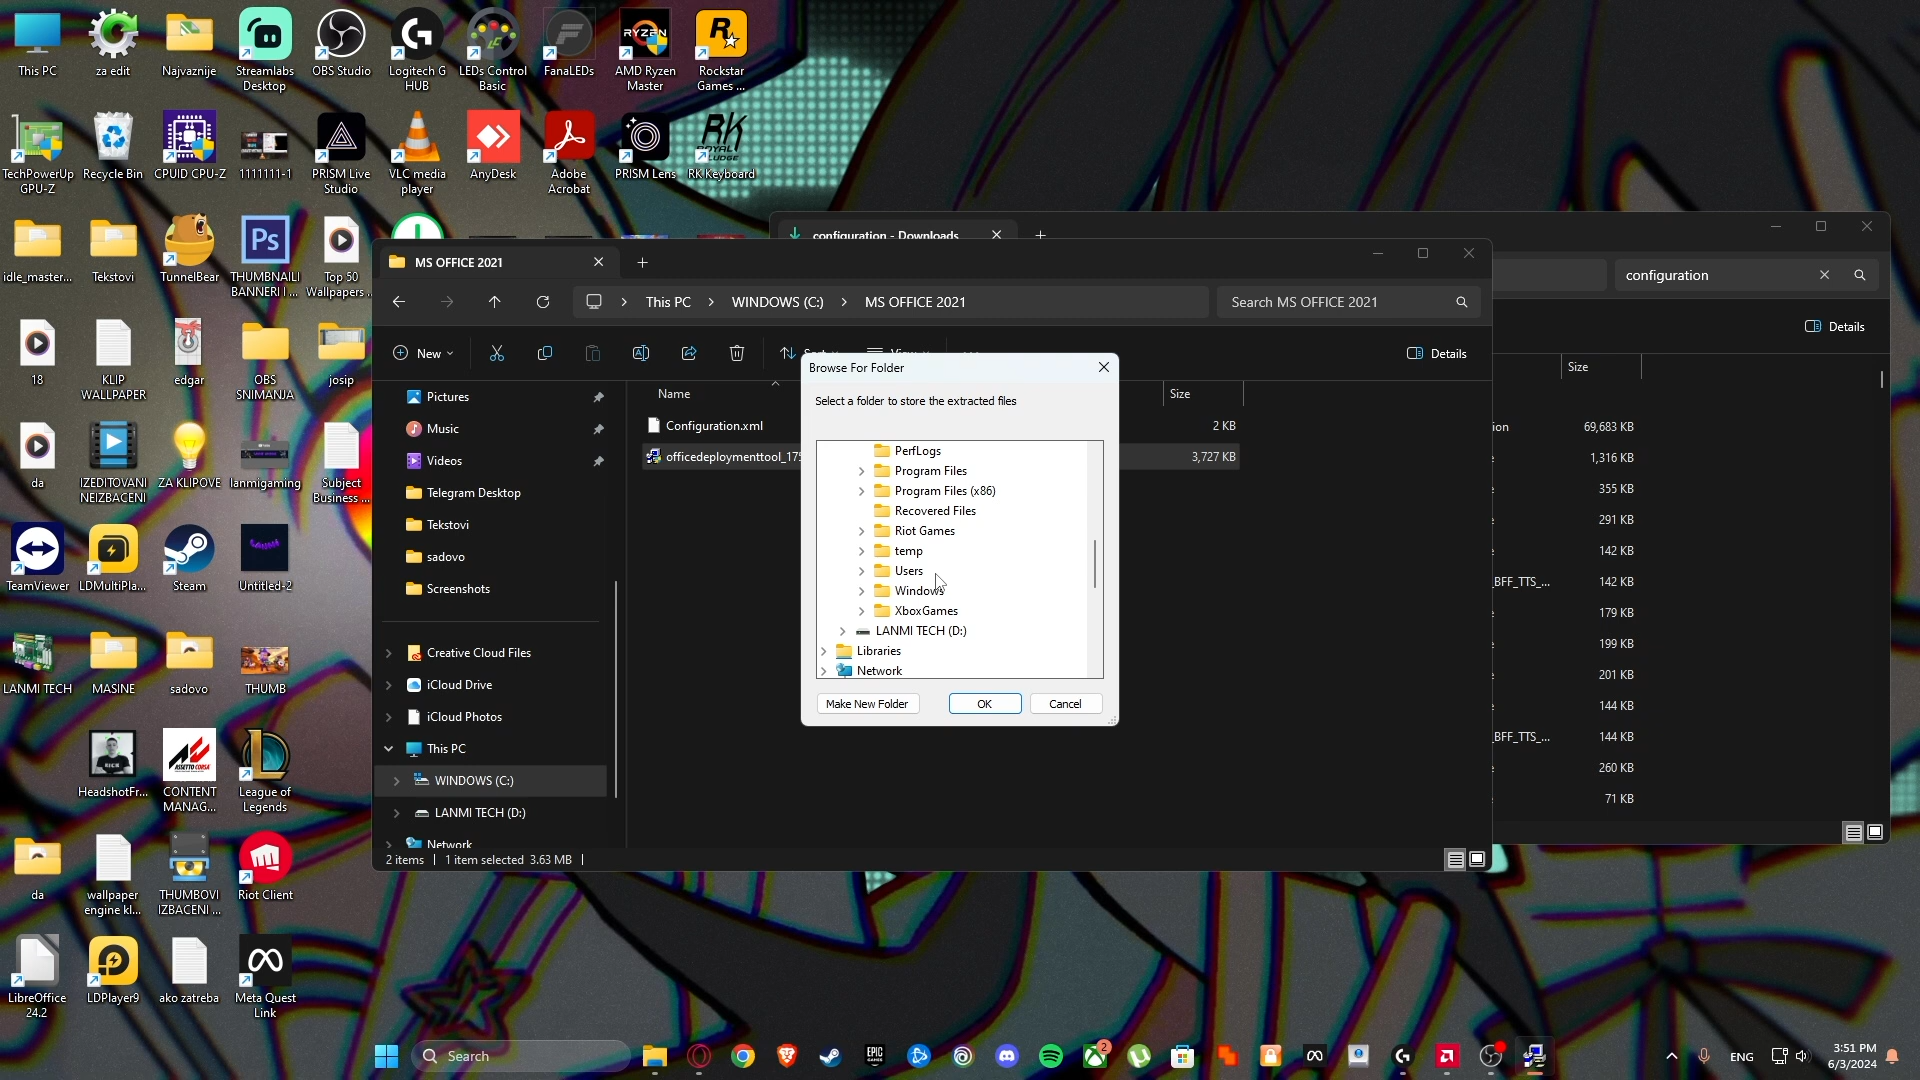 This PC
za edit
Najvaznije
Streamlabs
Desktop
OBS Studio
Logitech G
HUB
LEDs Control
Basic
FanaLEDs
RYZEN
AMD Ryzen
Master
Rockstar
Games ...
TechPowerUp
GPU-Z
Recycle Bin
CPUID CPU-Z
1111111-1
PRISM Live
Studio
VLC media
player
AnyDesk
Adobe
Acrobat
PRISM Lens
RK Keyboard
idle_master...
Tekstovi
TunnelBear
Ps
THUMBNAILI
BANNERI I ...
Top 50
Wallpapers ...
18
KLIP
WALLPAPER
edgar
OBS
SNIMANJA
josip
da
IZEDITOVANI
NEIZBACENI
ZA KLIPOVE
lanmigaming
Subject
Business ...
TeamViewer
LDMultiPla...
Steam
Untitled-2
LANMI TECH
MASINE
sadovo
THUMB
HeadshotFr...
CONTENT
MANAG...
League of
Legends
da
wallpaper
engine kl...
THUMBOVI
IZBACENI ...
Riot Client
LibreOffice
24.2
LDPlayer9
ako zatreba
Meta Quest
Link
configuration - Downloads
configuration
Details
Size
ion
69,683 KB
1,316 KB
355 KB
291 KB
142 KB
_BFF_TTS_...
142 KB
179 KB
199 KB
201 KB
144 KB
_BFF_TTS_...
144 KB
260 KB
71 KB
MS OFFICE 2021
This PC > WINDOWS (C:) > MS OFFICE 2021
Search MS OFFICE 2021
New
Sort
View
Details
Pictures
Music
Videos
Telegram Desktop
Tekstovi
sadovo
Screenshots
Creative Cloud Files
iCloud Drive
iCloud Photos
This PC
WINDOWS (C:)
LANMI TECH (D:)
Network
Name
Size
Configuration.xml
2 KB
officedeploymenttool_175
3,727 KB
2 items
1 item selected 3.63 MB
Browse For Folder
Select a folder to store the extracted files
PerfLogs
Program Files
Program Files (x86)
Recovered Files
Riot Games
temp
Users
Windows
XboxGames
LANMI TECH (D:)
Libraries
Network
Make New Folder
OK
Cancel
Search
EPIC
GAMES
2
ENG
3:51 PM
6/3/2024